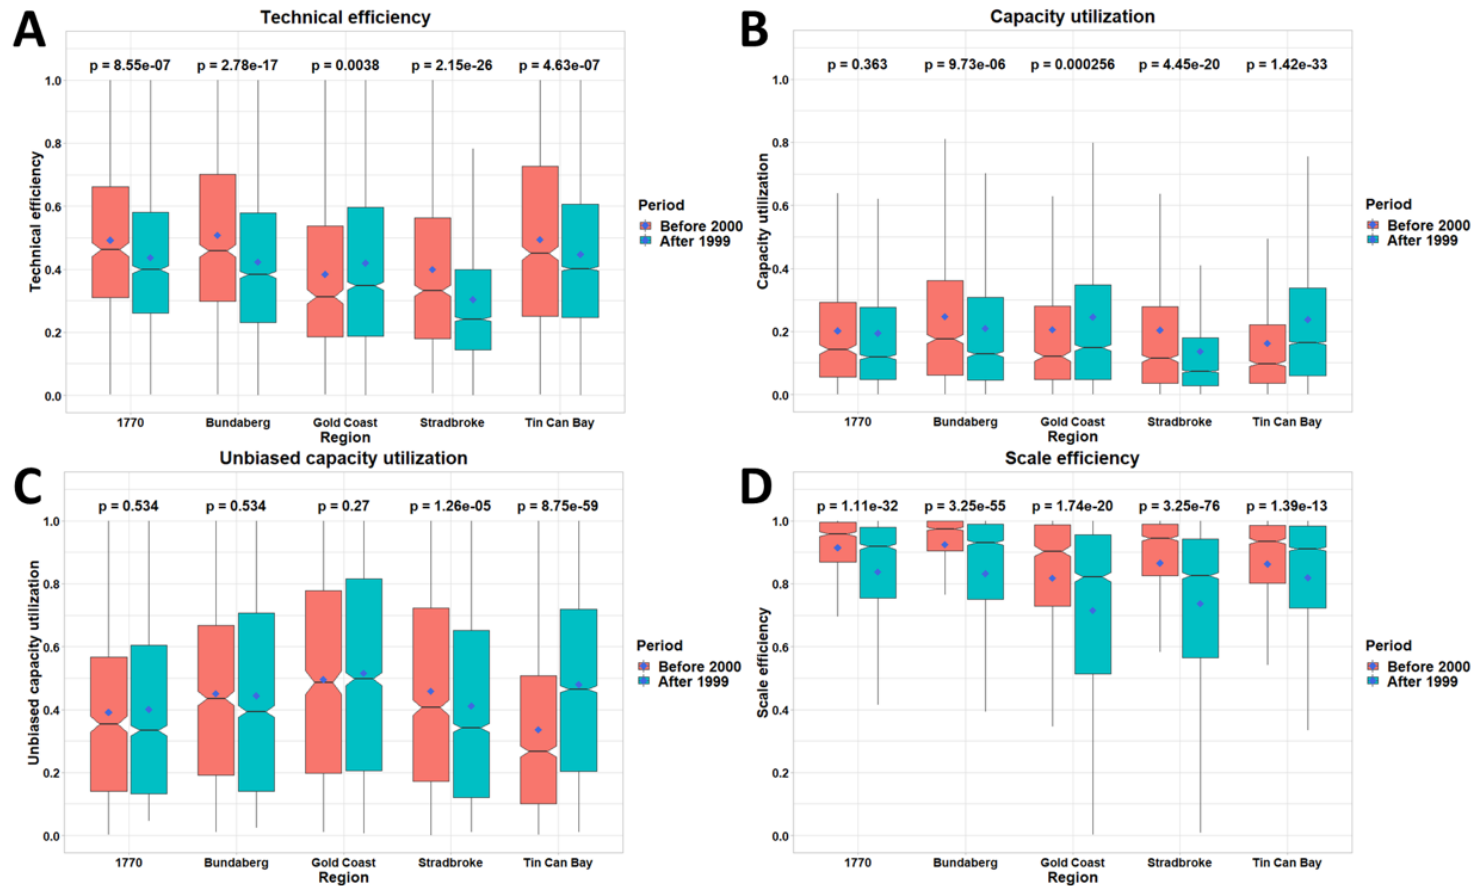 A
Technical efficiency
p = 8.55e-07 p = 2.78e-17 p = 0.0038 p = 2.15e-26 p = 4.63e-07
1.0
0.8
0.6
0.4
0.2
0.0
Technical efficiency
1770 Bundaberg Gold Coast Stradbroke Tin Can Bay
Region
Period
Before 2000
After 1999
B
Capacity utilization
p = 0.363 p = 9.73e-06 p = 0.000256 p = 4.45e-20 p = 1.42e-33
1.0
0.8
0.6
0.4
0.2
0.0
Capacity utilization
1770 Bundaberg Gold Coast Stradbroke Tin Can Bay
Region
Period
Before 2000
After 1999
C
Unbiased capacity utilization
p = 0.534 p = 0.534 p = 0.27 p = 1.26e-05 p = 8.75e-59
1.0
0.8
0.6
0.4
0.2
0.0
Unbiased capacity utilization
1770 Bundaberg Gold Coast Stradbroke Tin Can Bay
Region
Period
Before 2000
After 1999
D
Scale efficiency
p = 1.11e-32 p = 3.25e-55 p = 1.74e-20 p = 3.25e-76 p = 1.39e-13
1.0
0.8
0.6
0.4
0.2
0.0
Scale efficiency
1770 Bundaberg Gold Coast Stradbroke Tin Can Bay
Region
Period
Before 2000
After 1999